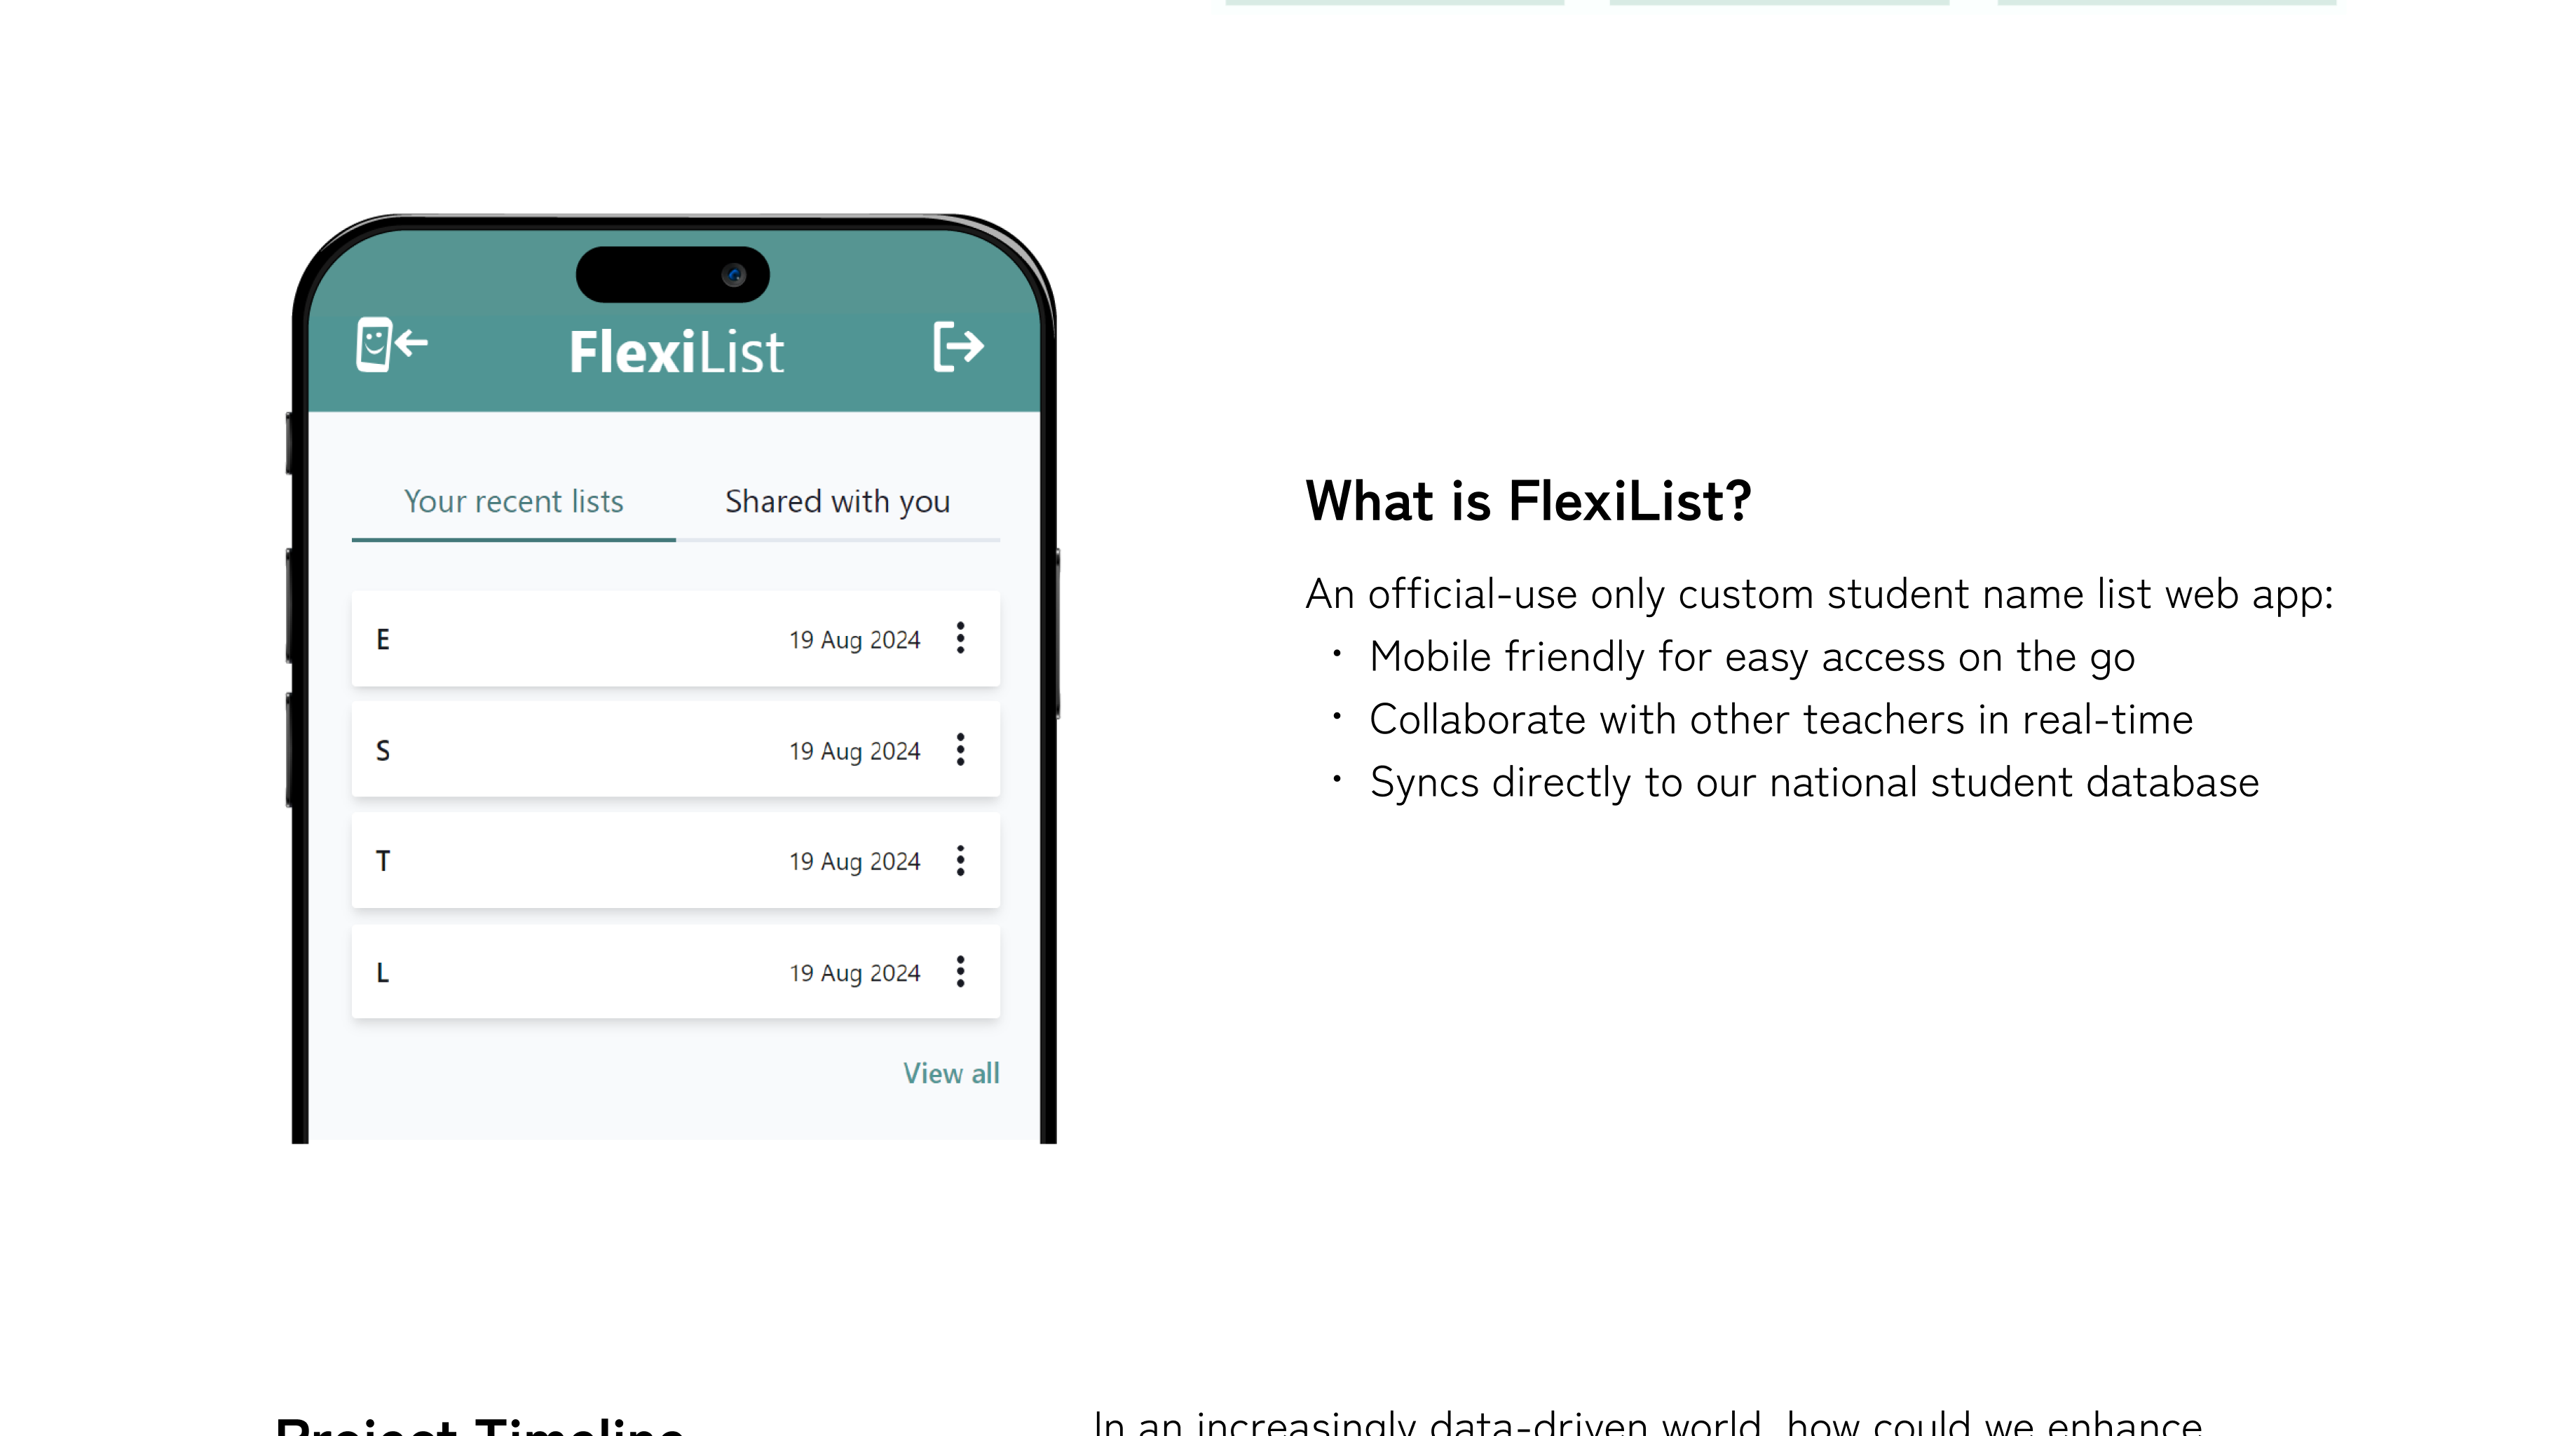 FlexiList
Your recent lists
Shared with you
E
19 Aug 2024
S
19 Aug 2024
T
19 Aug 2024
L
19 Aug 2024
View all
What is FlexiList?
An official-use only custom student name list web app:
• Mobile friendly for easy access on the go
• Collaborate with other teachers in real-time
• Syncs directly to our national student database
Project Timeline
In an increasingly data-driven world, how could we enhance